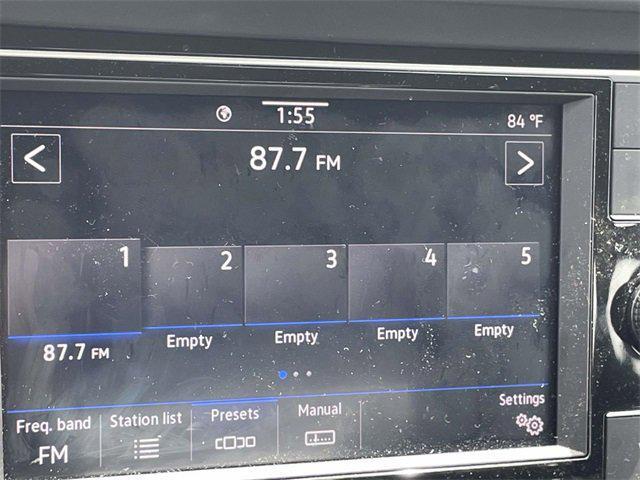 1:55
84 °F
87.7 FM
1
2
3
4
5
87.7 FM
Empty
Empty
Empty
Empty
Freq. band
Station list
Presets
Manual
Settings
FM